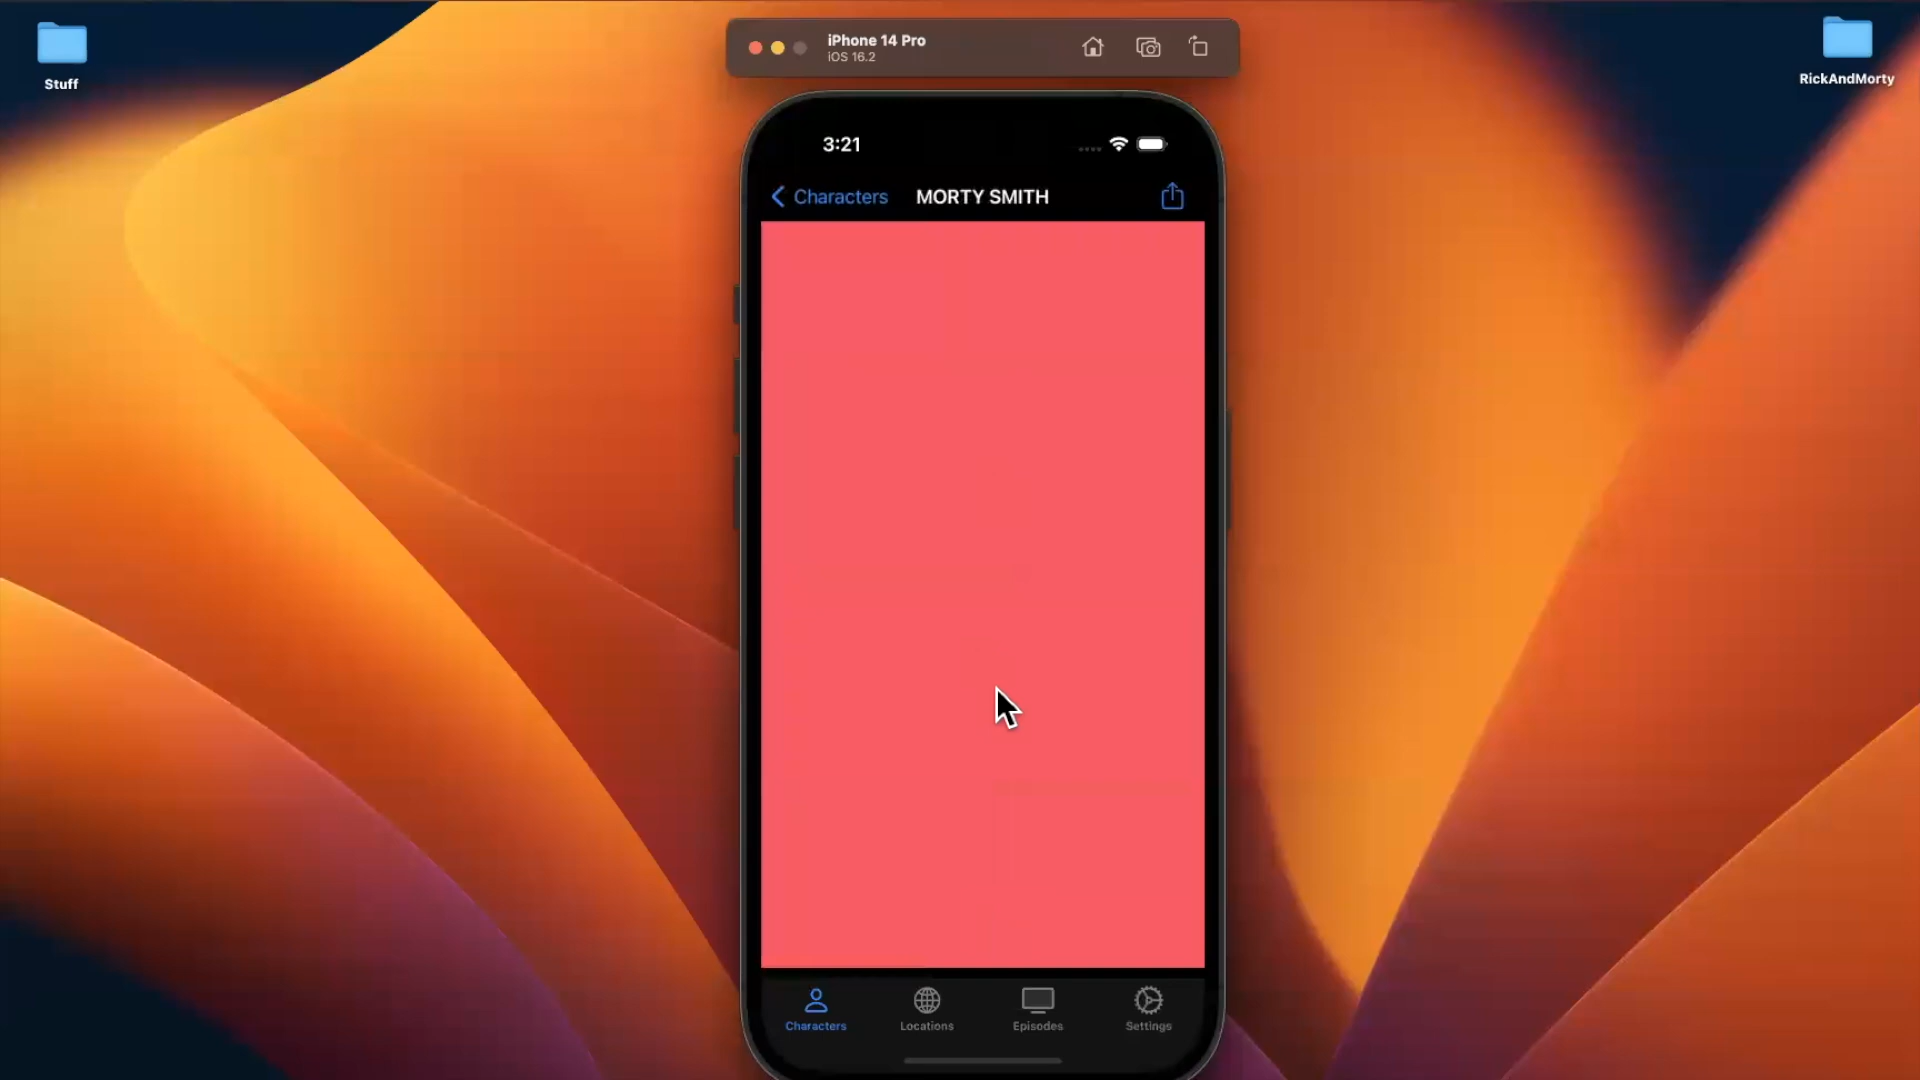 Stuff
iPhone 14 Pro
iOS 16.2
RickAndMorty
3:21
Characters
MORTY SMITH
Characters
Locations
Episodes
Settings